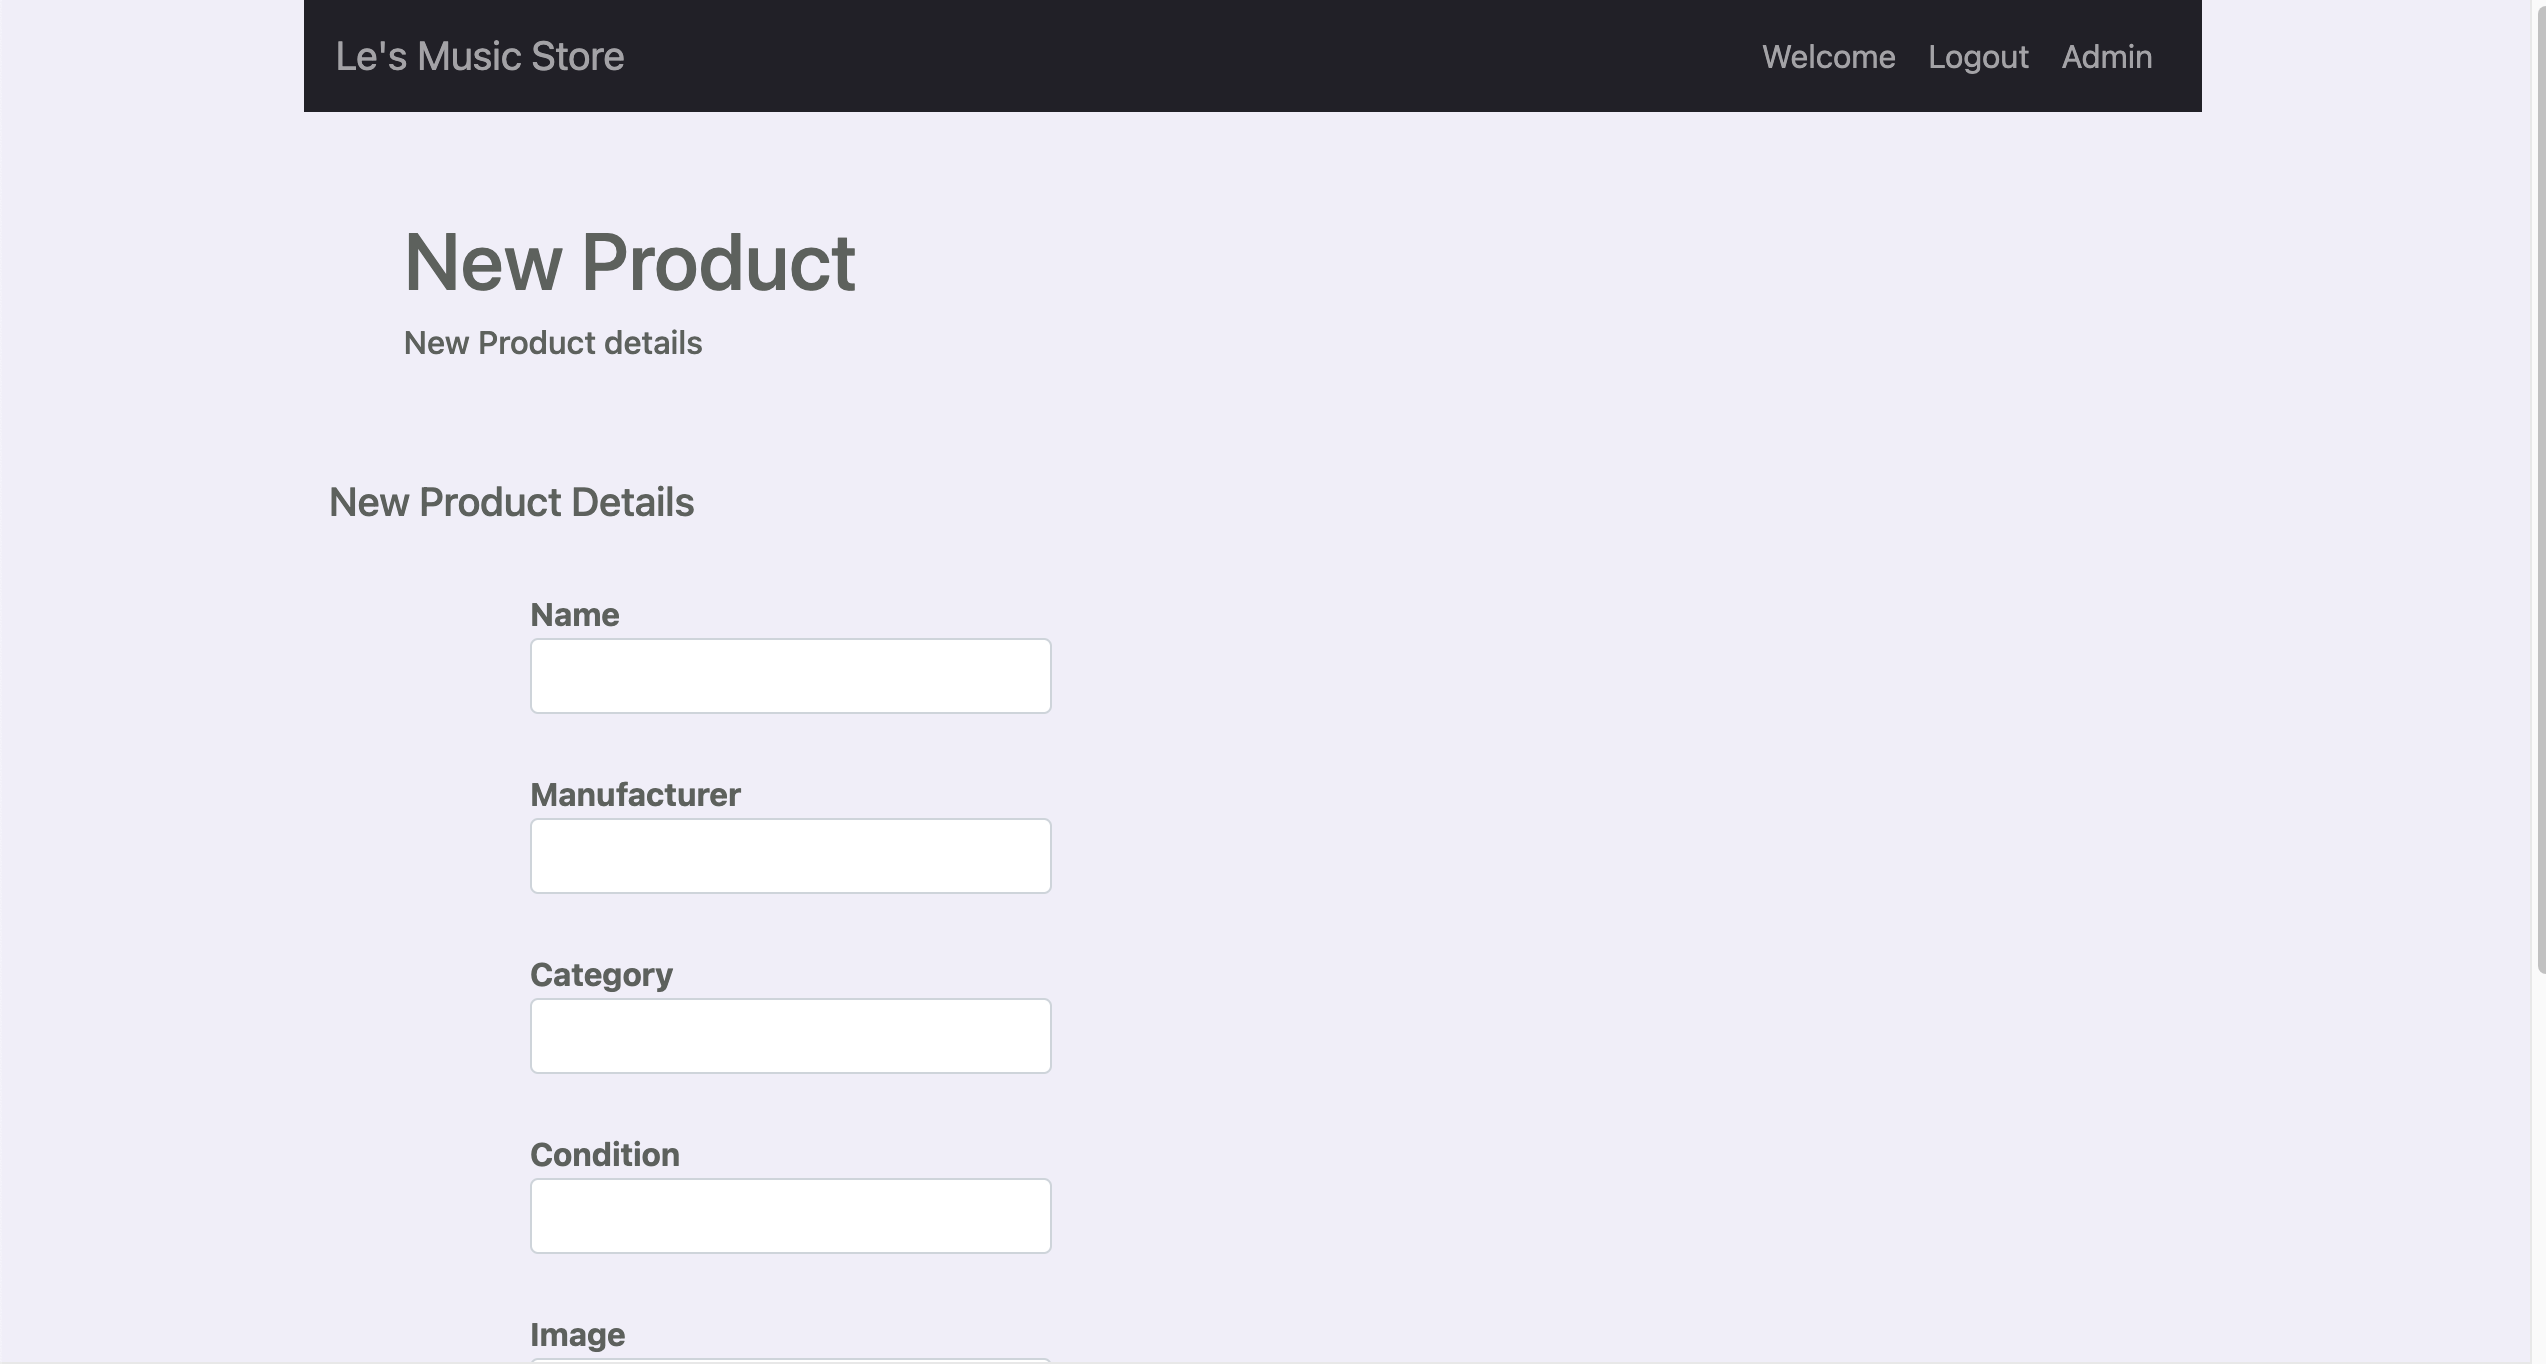 Le's Music Store
Welcome Logout Admin
New Product
New Product details
New Product Details
Name
Manufacturer
Category
Condition
Image